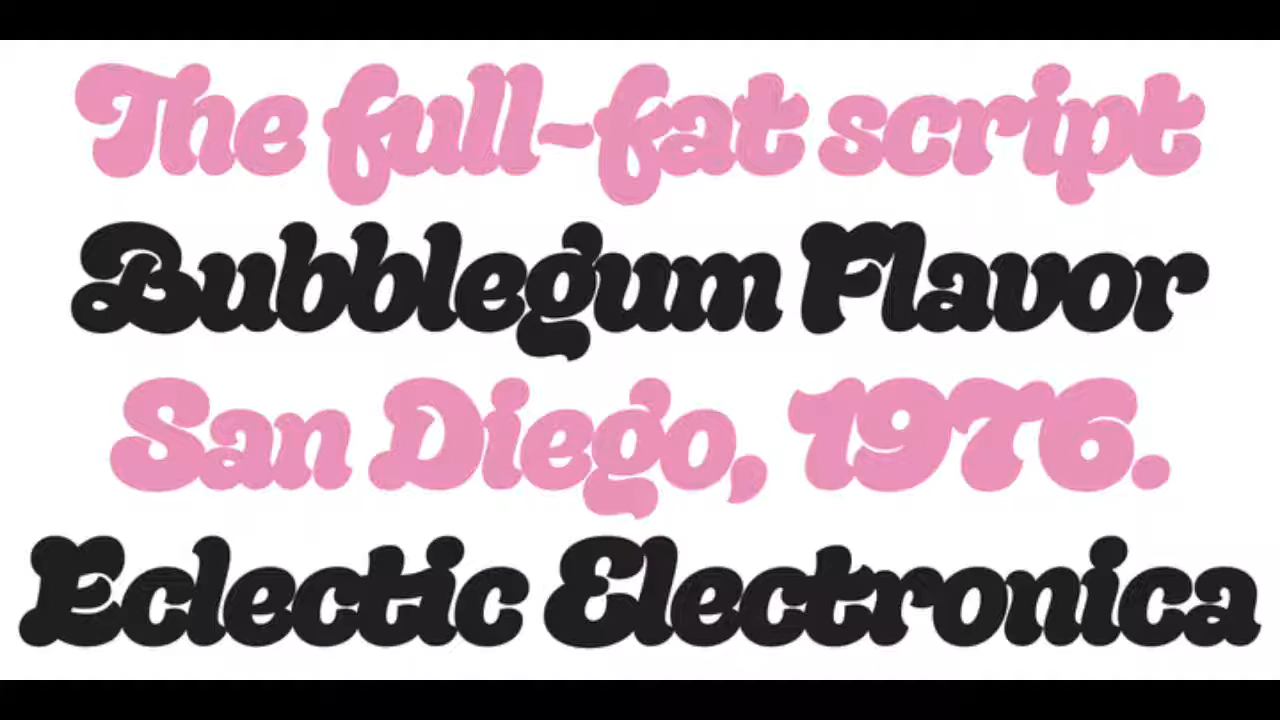 The full-fat script
Bubblegum Flavor
San Diego, 1976.
Eclectic Electronica